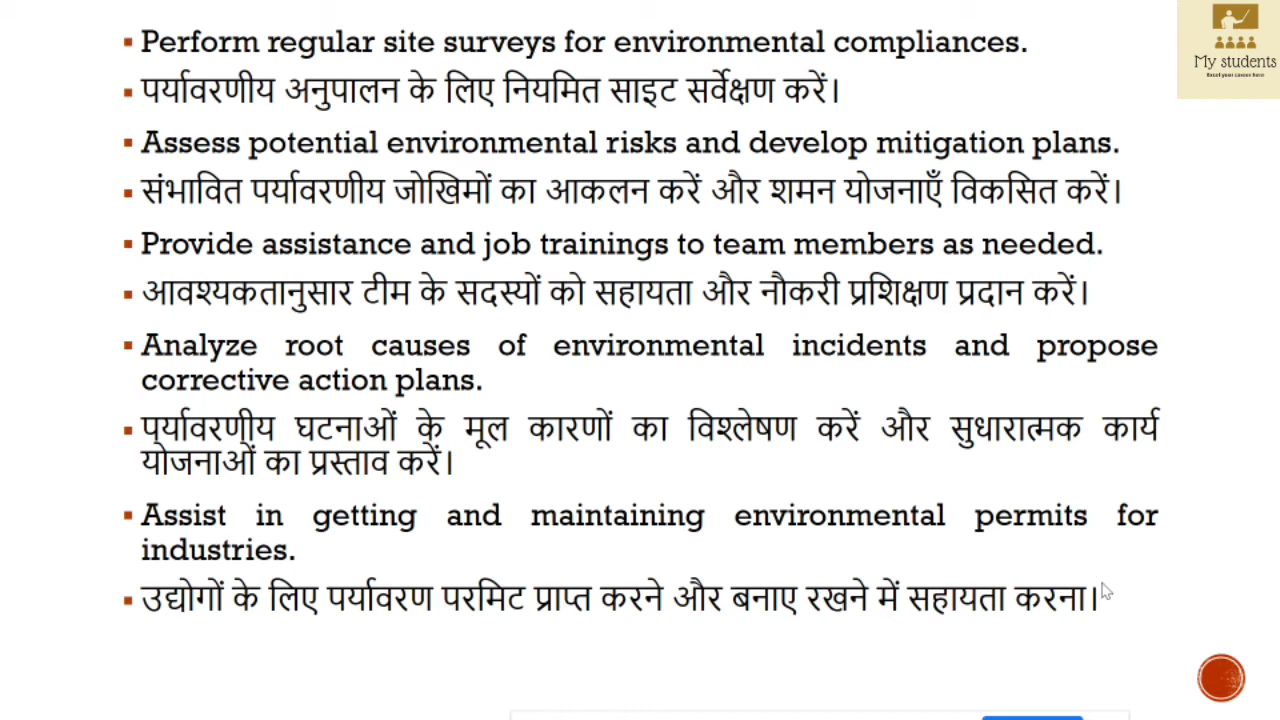 Perform regular site surveys for environmental compliances.
पर्यावरणीय अनुपालन के लिए नियमित साइट सर्वेक्षण करें।
Assess potential environmental risks and develop mitigation plans.
संभावित पर्यावरणीय जोखिमों का आकलन करें और शमन योजनाएँ विकसित करें।
Provide assistance and job trainings to team members as needed.
आवश्यकतानुसार टीम के सदस्यों को सहायता और नौकरी प्रशिक्षण प्रदान करें।
Analyze root causes of environmental incidents and propose
corrective action plans.
पर्यावरणीय घटनाओं के मूल कारणों का विश्लेषण करें और सुधारात्मक कार्य
योजनाओं का प्रस्ताव करें।
Assist in getting and maintaining environmental permits for
industries.
उद्योगों के लिए पर्यावरण परमिट प्राप्त करने और बनाए रखने में सहायता करना।
My students
Excel your career here